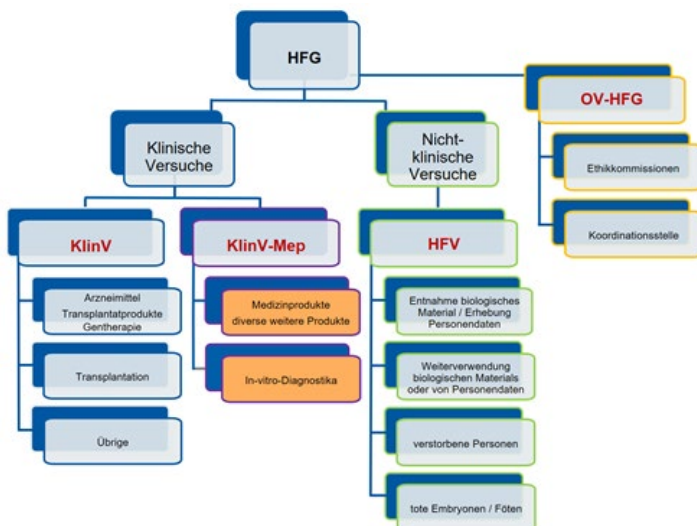 HFG
OV-HFG
Klinische
Versuche
Nicht-
klinische
Versuche
Ethikkommissionen
Koordinationsstelle
KlinV
KlinV-Mep
HFV
Arzneimittel
Transplantatprodukte
Gentherapie
Medizinprodukte
diverse weitere Produkte
Entnahme biologisches
Material / Erhebung
Personendaten
Transplantation
In-vitro-Diagnostika
Weiterverwendung
biologischen Materials
oder von Personendaten
Übrige
verstorbene Personen
tote Embryonen / Föten